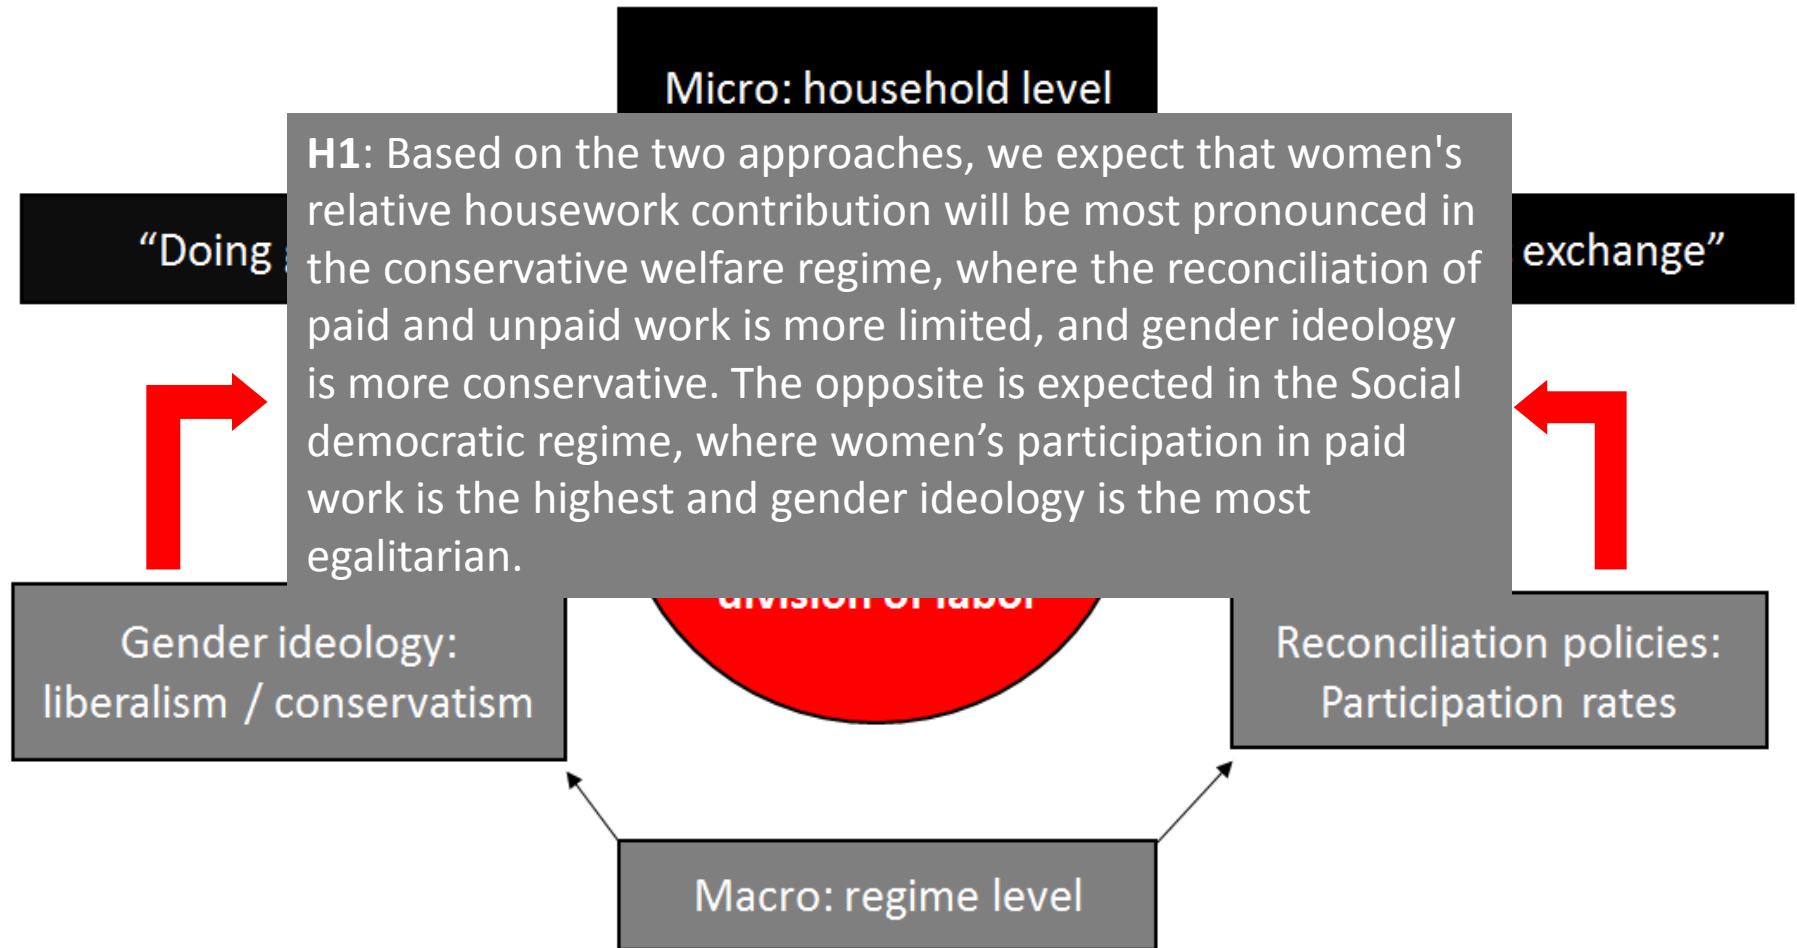 Micro: household level
H1: Based on the two approaches, we expect that women's
relative housework contribution will be most pronounced in
the conservative welfare regime, where the reconciliation of
paid and unpaid work is more limited, and gender ideology
is more conservative. The opposite is expected in the Social
democratic regime, where women’s participation in paid
work is the highest and gender ideology is the most
egalitarian.
“Doing
exchange”
division of labor
Gender ideology:
liberalism / conservatism
Reconciliation policies:
Participation rates
Macro: regime level